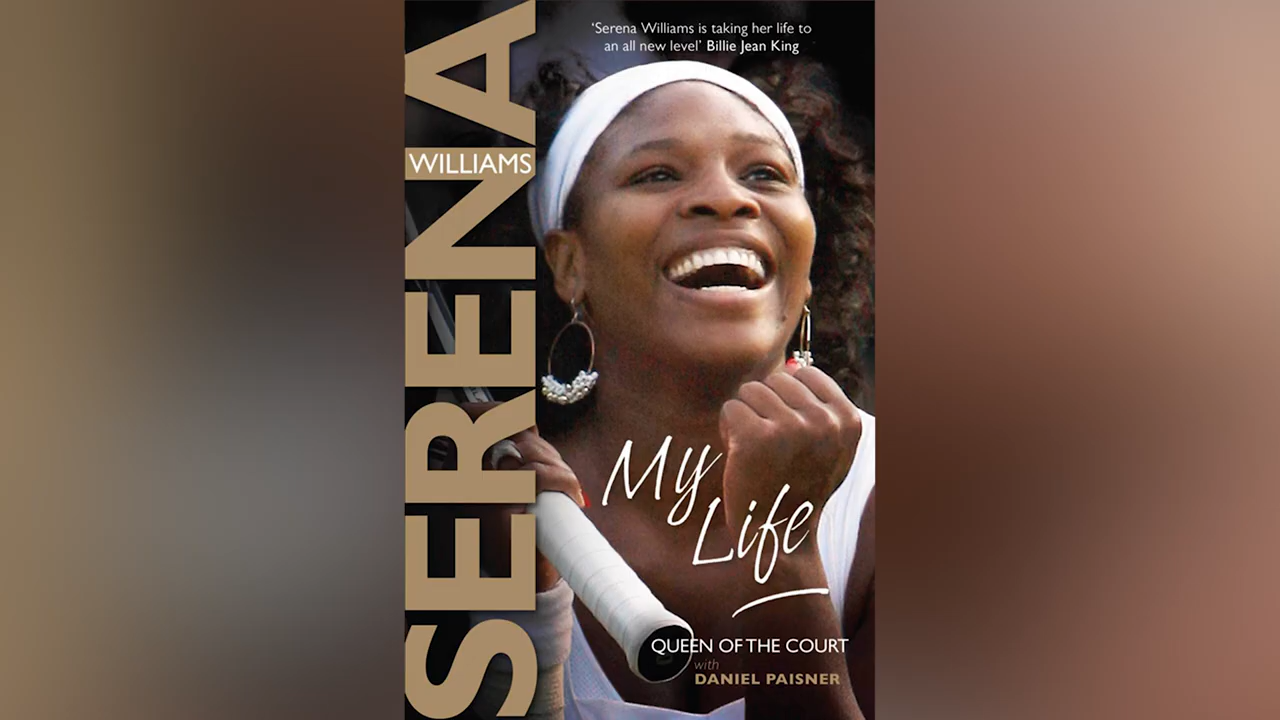 SERENA
WILLIAMS
‘Serena Williams is taking her life to
an all new level’ Billie Jean King
My
Life
QUEEN OF THE COURT
with
DANIEL PAISNER